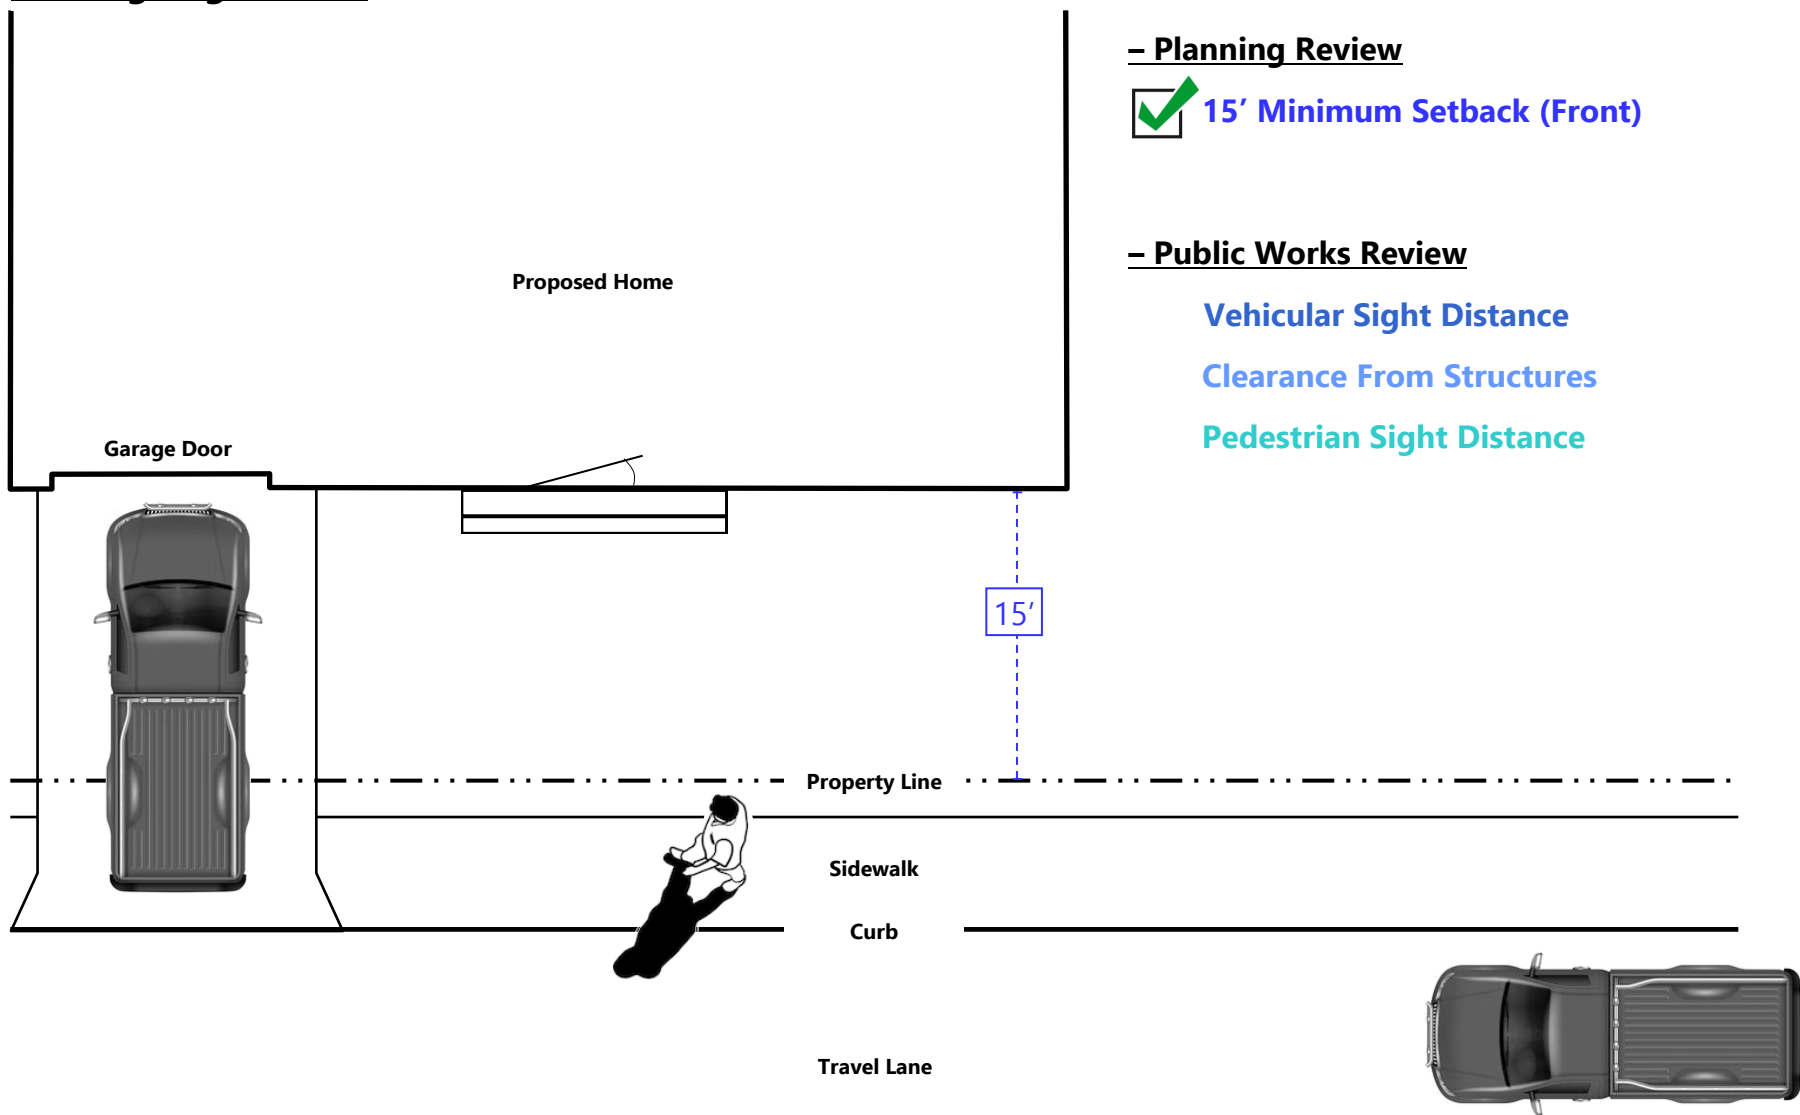 – Planning Review
15’ Minimum Setback (Front)
– Public Works Review
Vehicular Sight Distance
Clearance From Structures
Pedestrian Sight Distance
Proposed Home
Garage Door
15’
Property Line
Sidewalk
Curb
Travel Lane